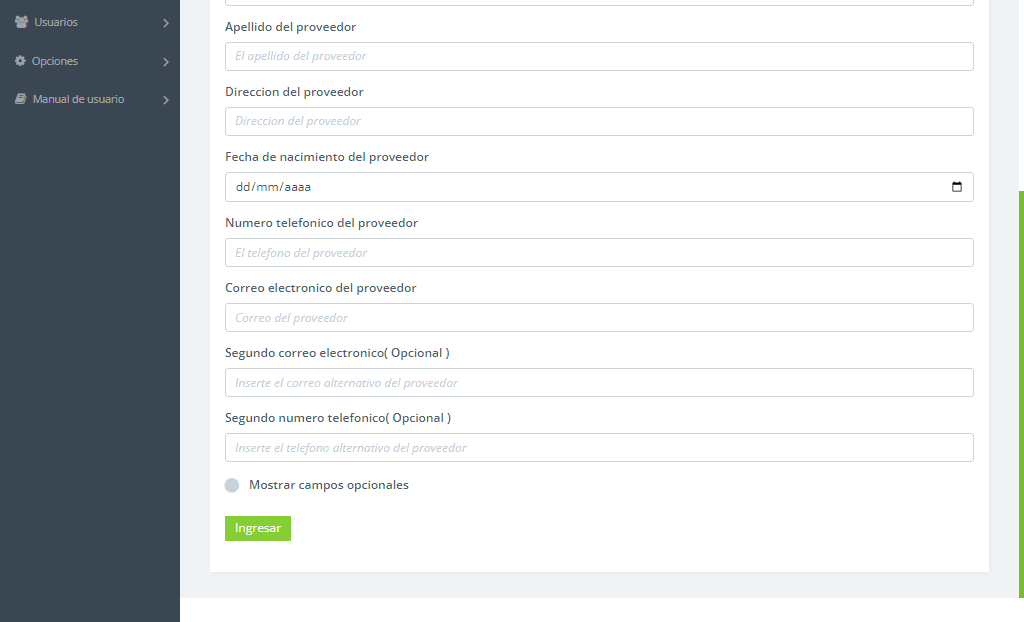 Usuarios
Opciones
Manual de usuario
Apellido del proveedor
El apellido del proveedor
Direccion del proveedor
Direccion del proveedor
Fecha de nacimiento del proveedor
dd/mm/aaaa
Numero telefonico del proveedor
El telefono del proveedor
Correo electronico del proveedor
Correo del proveedor
Segundo correo electronico( Opcional )
Inserte el correo alternativo del proveedor
Segundo numero telefonico( Opcional )
Inserte el telefono alternativo del proveedor
Mostrar campos opcionales
Ingresar